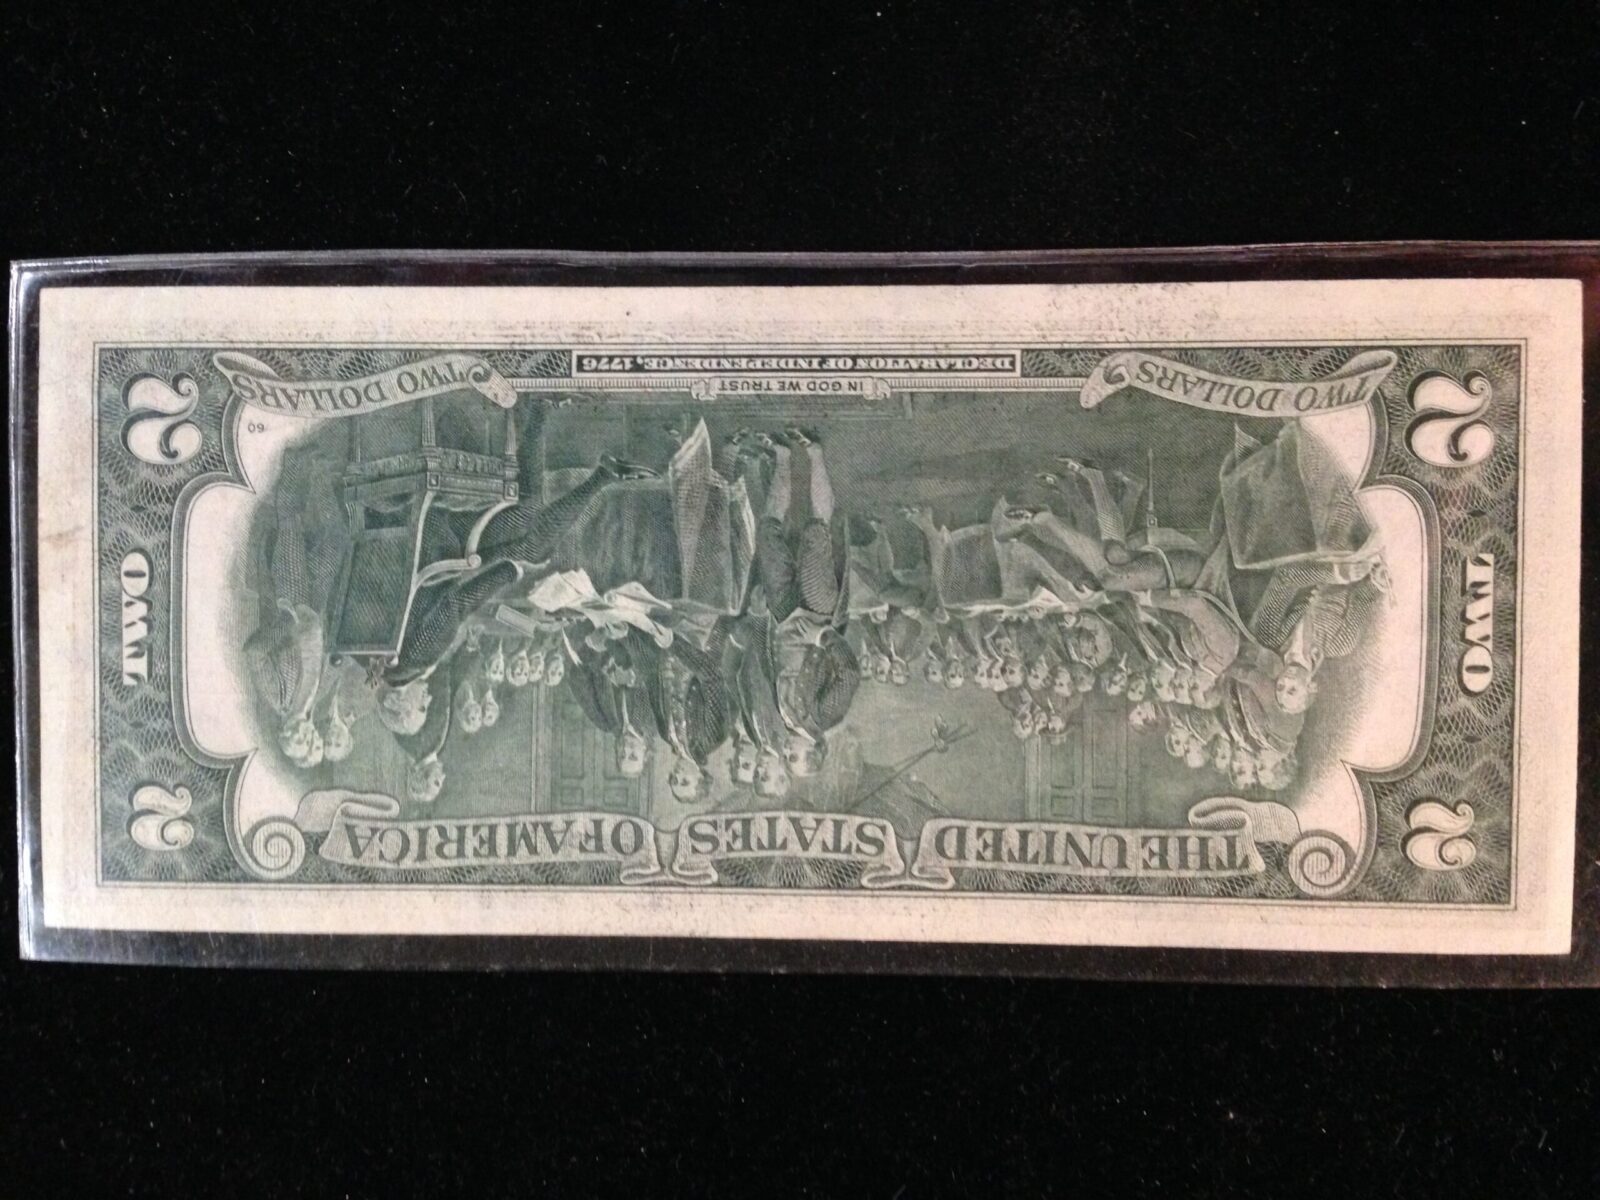 THE UNITED STATES OF AMERICA
2 2
TWO TWO
60
2 2
TWO DOLLARS IN GOD WE TRUST TWO DOLLARS
DECLARATION OF INDEPENDENCE, 1776